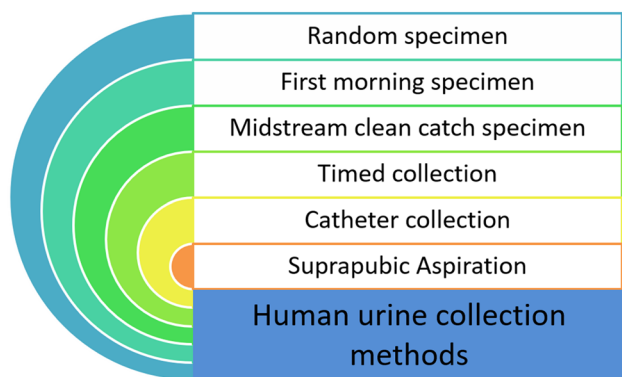 Random specimen
First morning specimen
Midstream clean catch specimen
Timed collection
Catheter collection
Suprapubic Aspiration
Human urine collection
methods